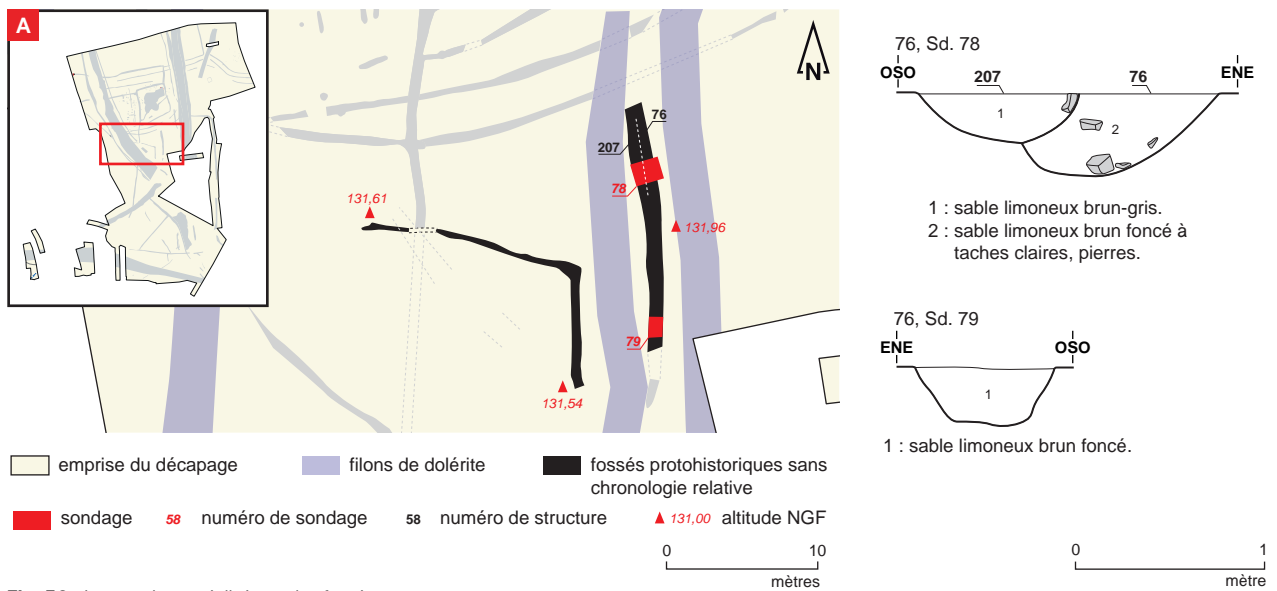 A
N
76
207
78
131,61
131,96
79
131,54
76, Sd. 78
OSO
207
76
ENE
1
2
1 : sable limoneux brun-gris.
2 : sable limoneux brun foncé à
taches claires, pierres.
76, Sd. 79
ENE
OSO
1
1 : sable limoneux brun foncé.
emprise du décapage
filons de dolérite
fossés protohistoriques sans
chronologie relative
sondage
58 numéro de sondage
58 numéro de structure
131,00 altitude NGF
0 10
mètres
0 1
mètre